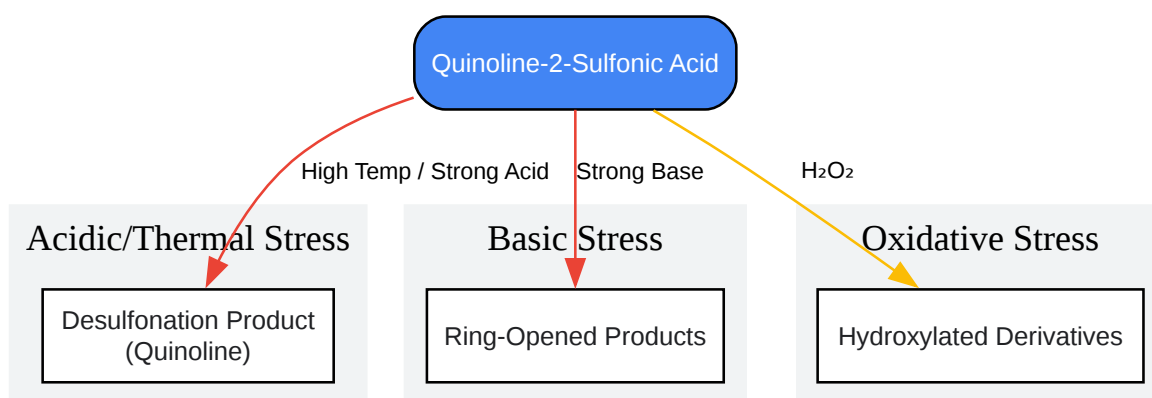 Quinoline-2-Sulfonic Acid
High Temp / Strong Acid
Strong Base
H₂O₂
Acidic/Thermal Stress
Basic Stress
Oxidative Stress
Desulfonation Product
(Quinoline)
Ring-Opened Products
Hydroxylated Derivatives